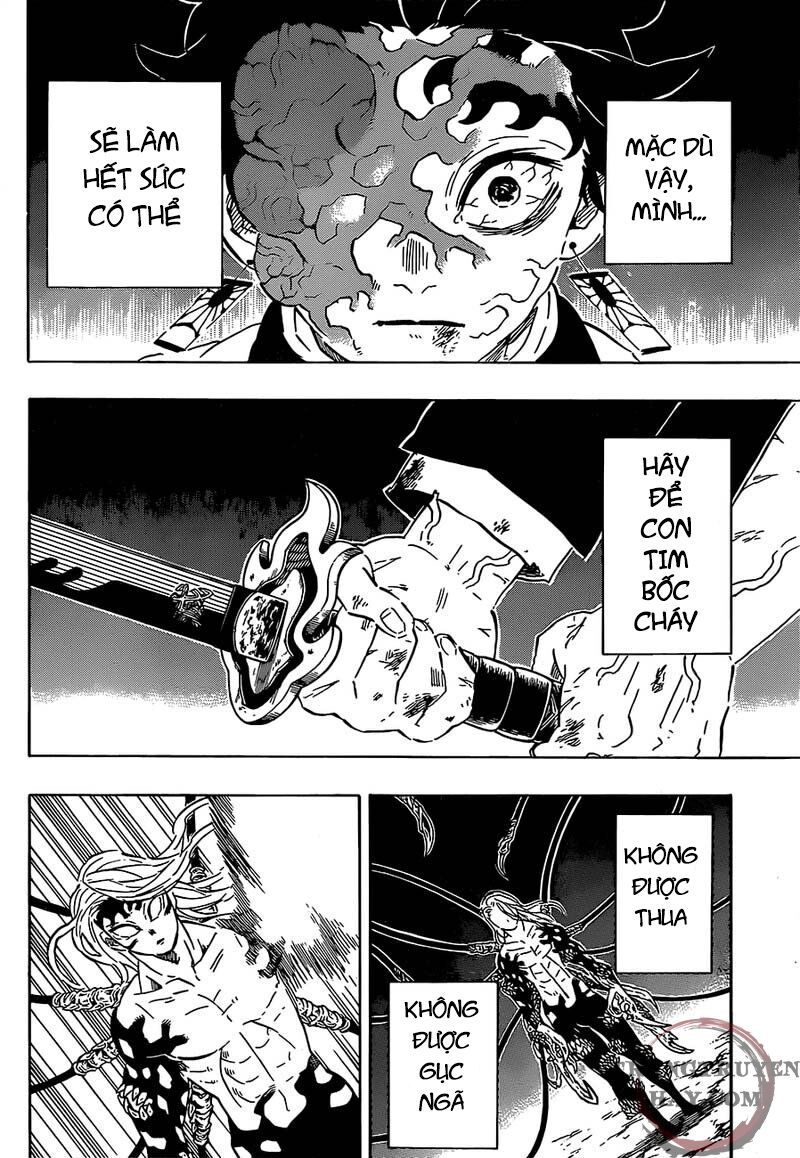 MẶC DÙ
VẬY,
MÌNH...
SẼ LÀM
HẾT SỨC
CÓ THỂ
HÃY
ĐỂ
CON
TIM
BỐC
CHÁY
KHÔNG
ĐƯỢC
THUA
KHÔNG
ĐƯỢC
GỤC
NGÃ